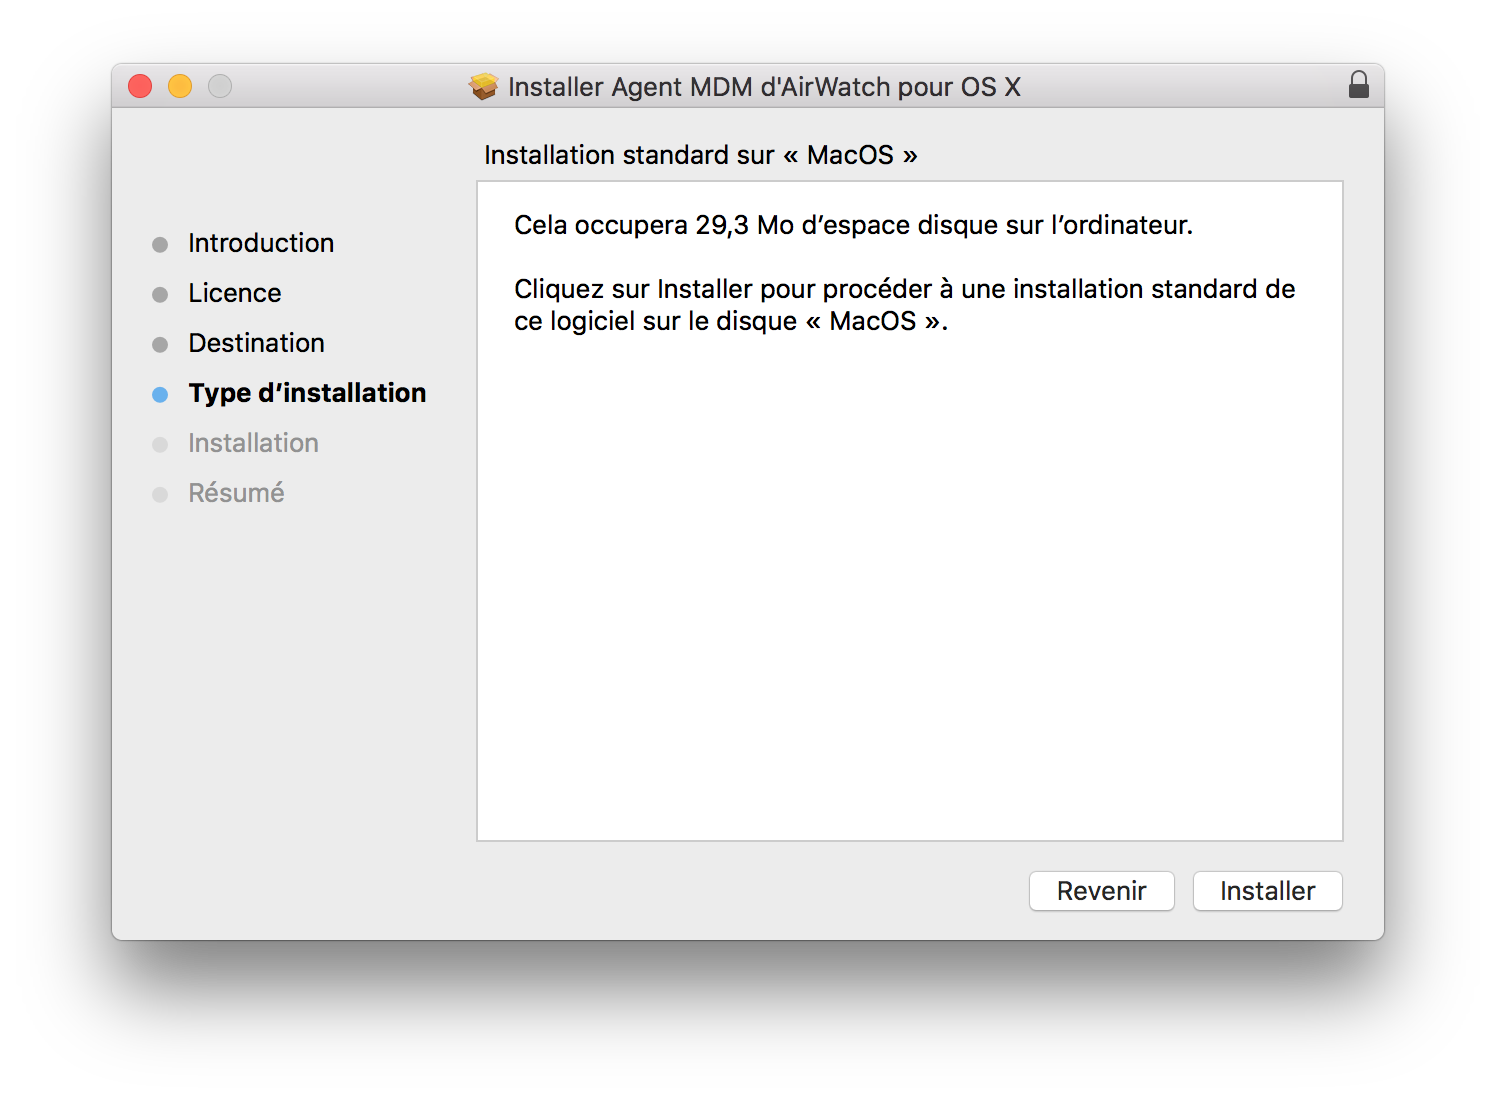 Installer Agent MDM d'AirWatch pour OS X
Installation standard sur « MacOS »
Introduction
Licence
Destination
Type d’installation
Installation
Résumé
Cela occupera 29,3 Mo d’espace disque sur l’ordinateur.
Cliquez sur Installer pour procéder à une installation standard de
ce logiciel sur le disque « MacOS ».
Revenir
Installer